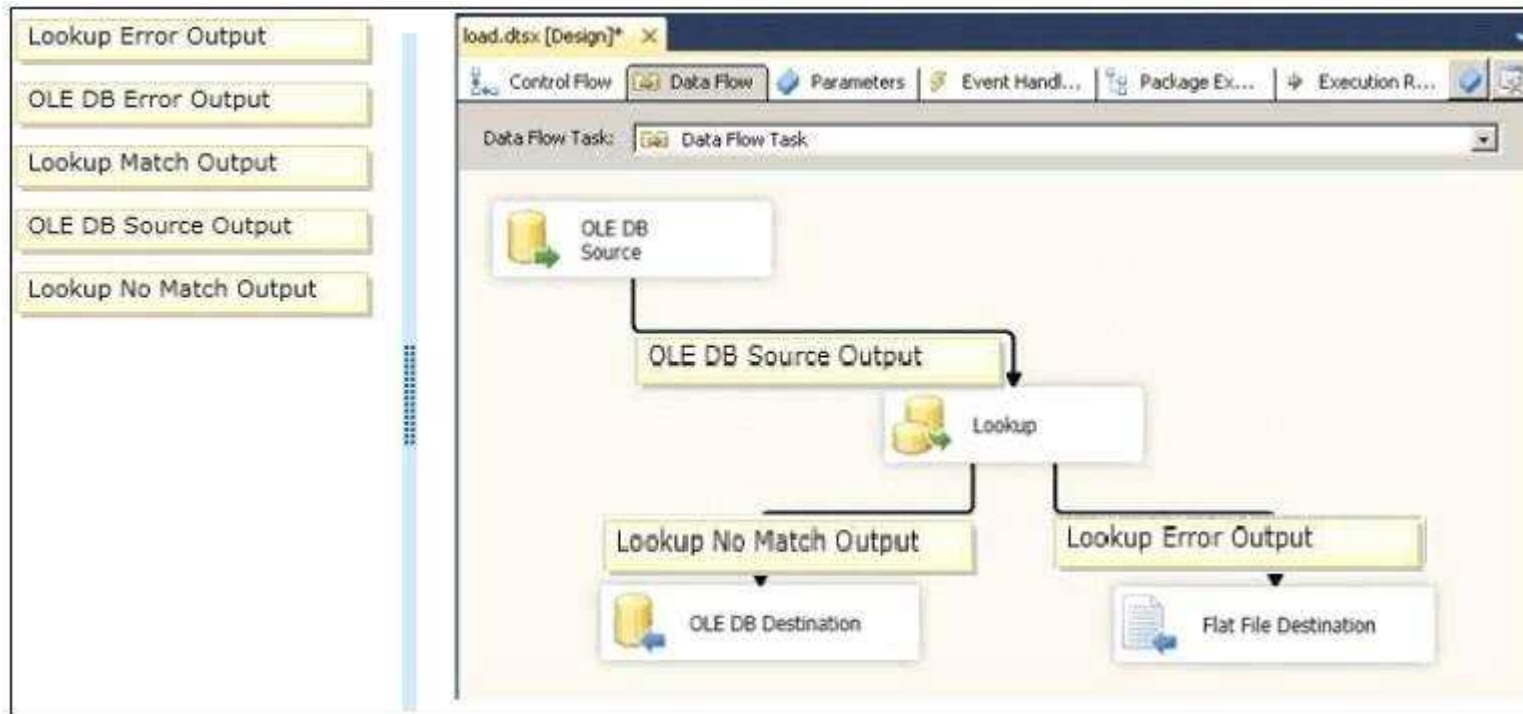 Lookup Error Output
OLE DB Error Output
Lookup Match Output
OLE DB Source Output
Lookup No Match Output
load.dtsx [Design]*
Control Flow
Data Flow
Parameters
Event Handl...
Package Ex...
Execution R...
Data Flow Task:
Data Flow Task
OLE DB
Source
OLE DB Source Output
Lookup
Lookup No Match Output
Lookup Error Output
OLE DB Destination
Flat File Destination